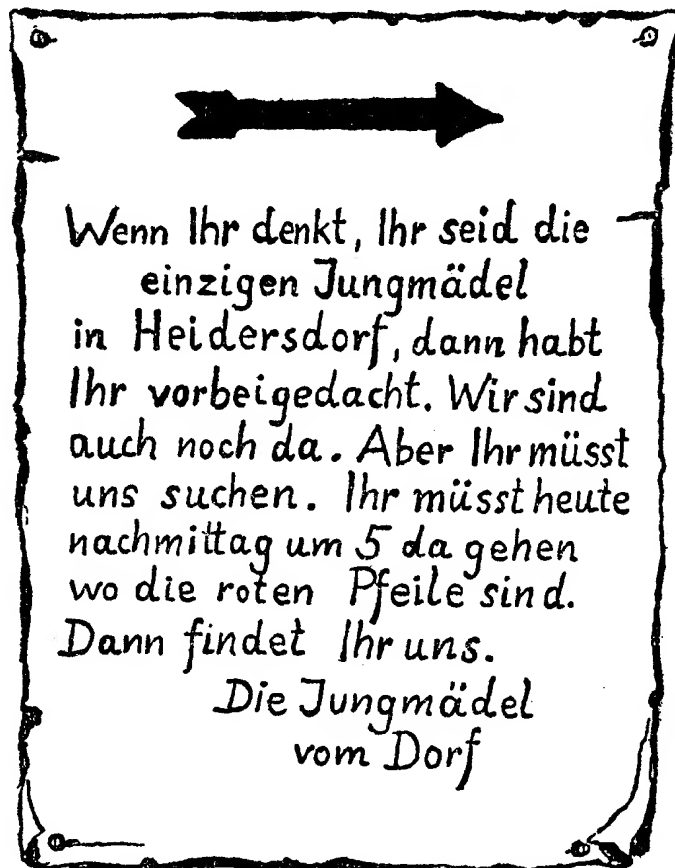 Wenn Ihr denkt, Ihr seid die
einzigen Jungmädel
in Heidersdorf, dann habt
Ihr vorbeigedacht. Wir sind
auch noch da. Aber Ihr müsst
uns suchen. Ihr müsst heute
nachmittag um 5 da gehen
wo die roten Pfeile sind.
Dann findet Ihr uns.
Die Jungmädel
vom Dorf